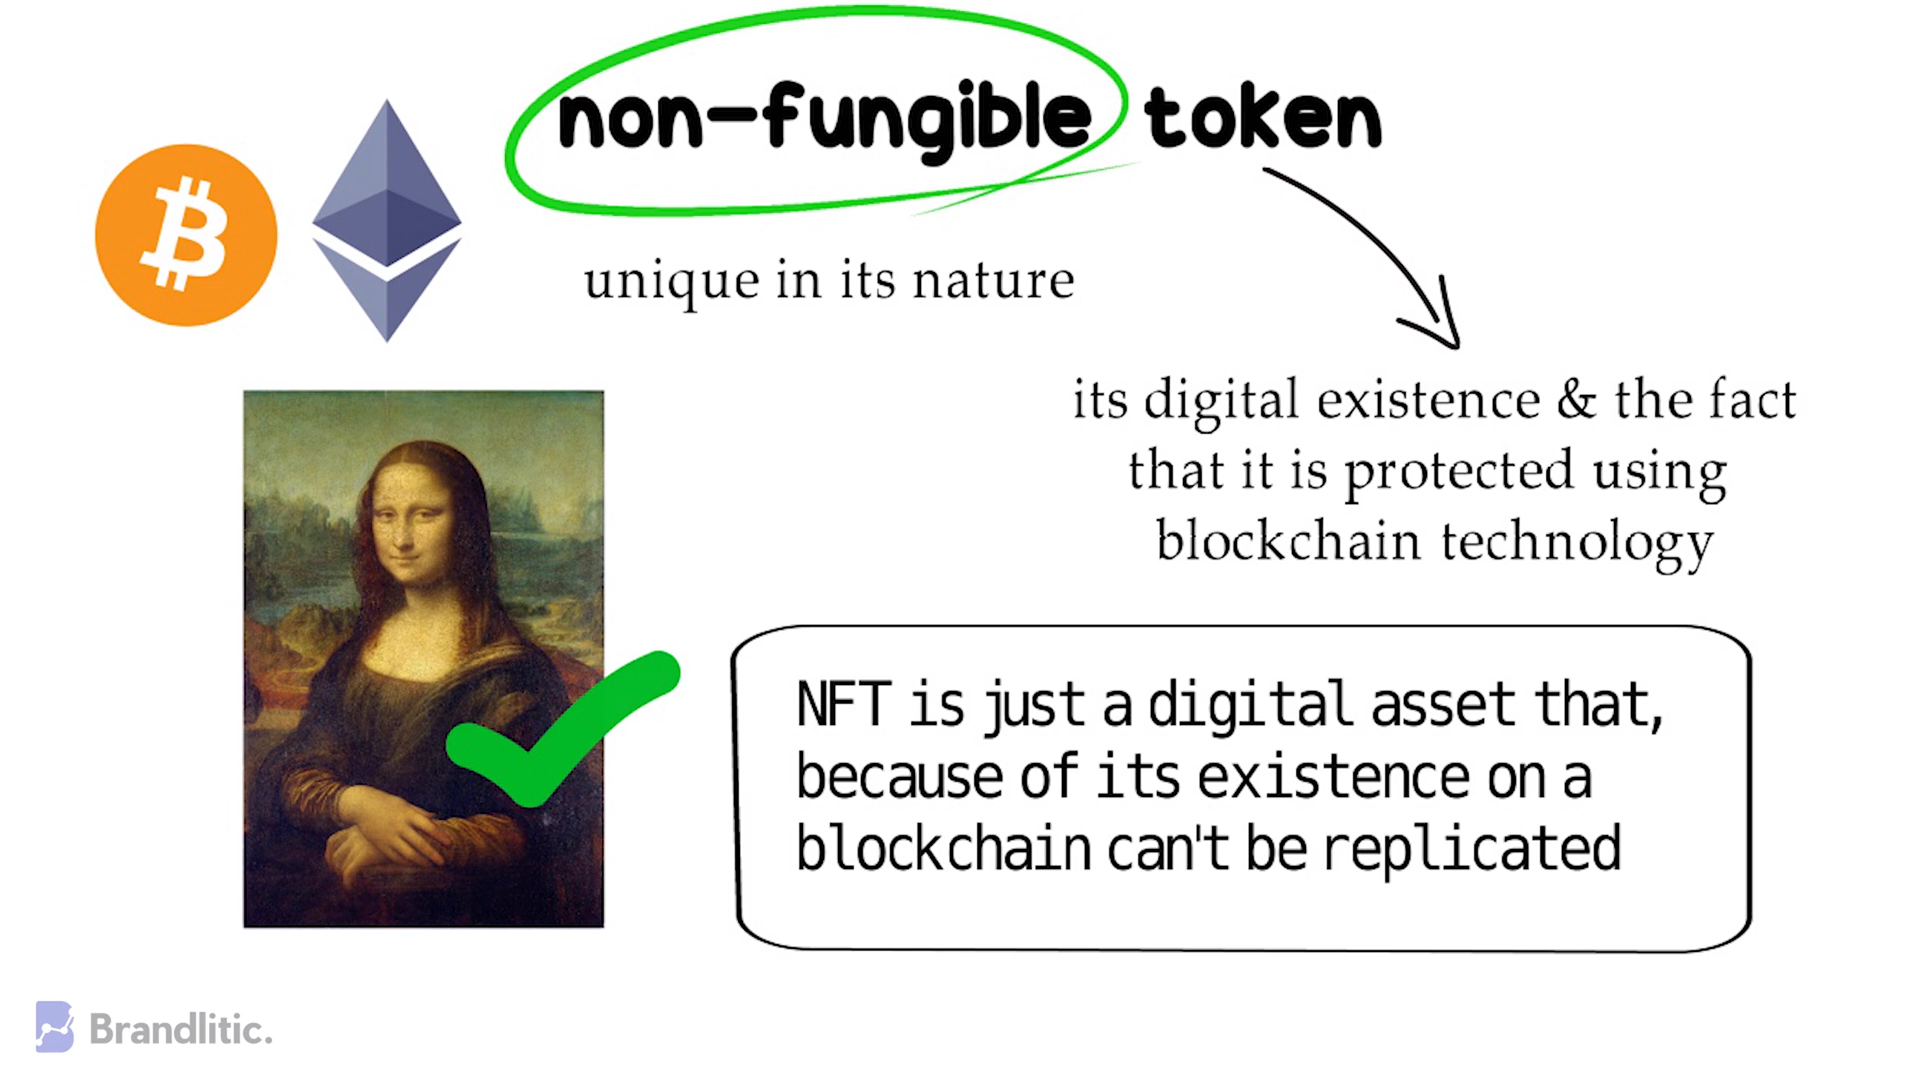 non-fungible token
unique in its nature
its digital existence & the fact
that it is protected using
blockchain technology
NFT is just a digital asset that,
because of its existence on a
blockchain can't be replicated
Brandlitic.